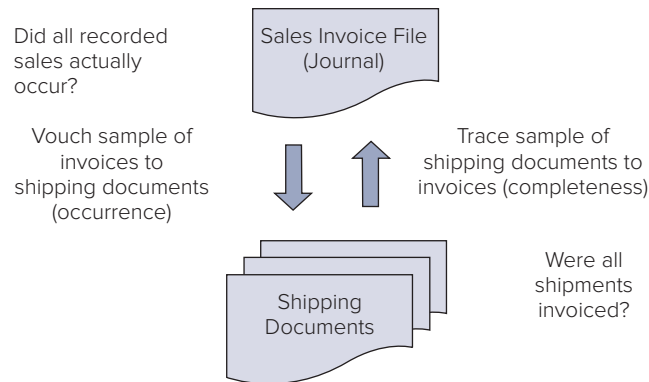 Did all recorded
sales actually
occur?
Sales Invoice File
(Journal)
Vouch sample of
invoices to
shipping documents
(occurrence)
Trace sample of
shipping documents to
invoices (completeness)
Shipping
Documents
Were all
shipments
invoiced?